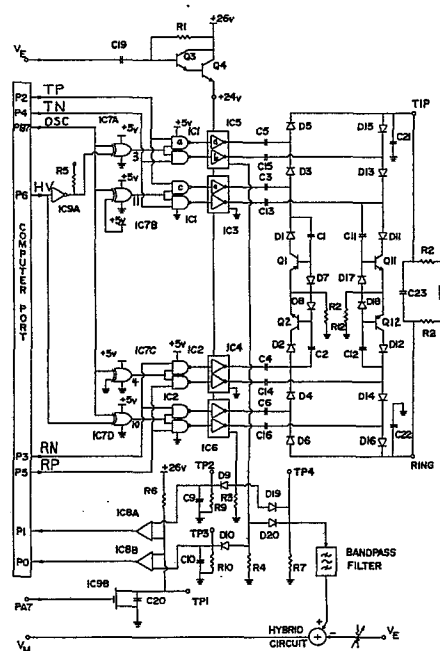 +26v
R1
VE
C19
Q3
Q4
+24v
TIP
P2
TP
P4
TN
IC7A
PB7
OSC
+5v
+5v
IC1
IC5
C5
D5
D15
C21
a
a
3
b
C15
R5
D3
D13
P6
HV
+5v
+5v
C3
c
a
IC9A
11
IC7B
IC1
IC3
C13
+5v
D1
C1
C11
D11
Q1
Q11
D7
D17
R2
COMPUTER PORT
D8
R2
R12
D18
C23
Q2
Q12
R2
IC7C
+5v
IC2
IC4
D2
C2
C12
D12
+5v
C4
4
C14
D4
D14
+5v
+5v
C6
IC7D
10
IC2
IC6
C16
C22
P3
RN
D6
D16
P5
RP
+26v
RING
R6
TP2
D9
TP4
IC8A
C9
R9
R3
D19
P1
TP3
D20
IC8B
D10
P0
C10
R10
R4
R7
BANDPASS
FILTER
IC9B
PA7
C20
TP1
+
HYBRID
CIRCUIT
+
−
VE
VM